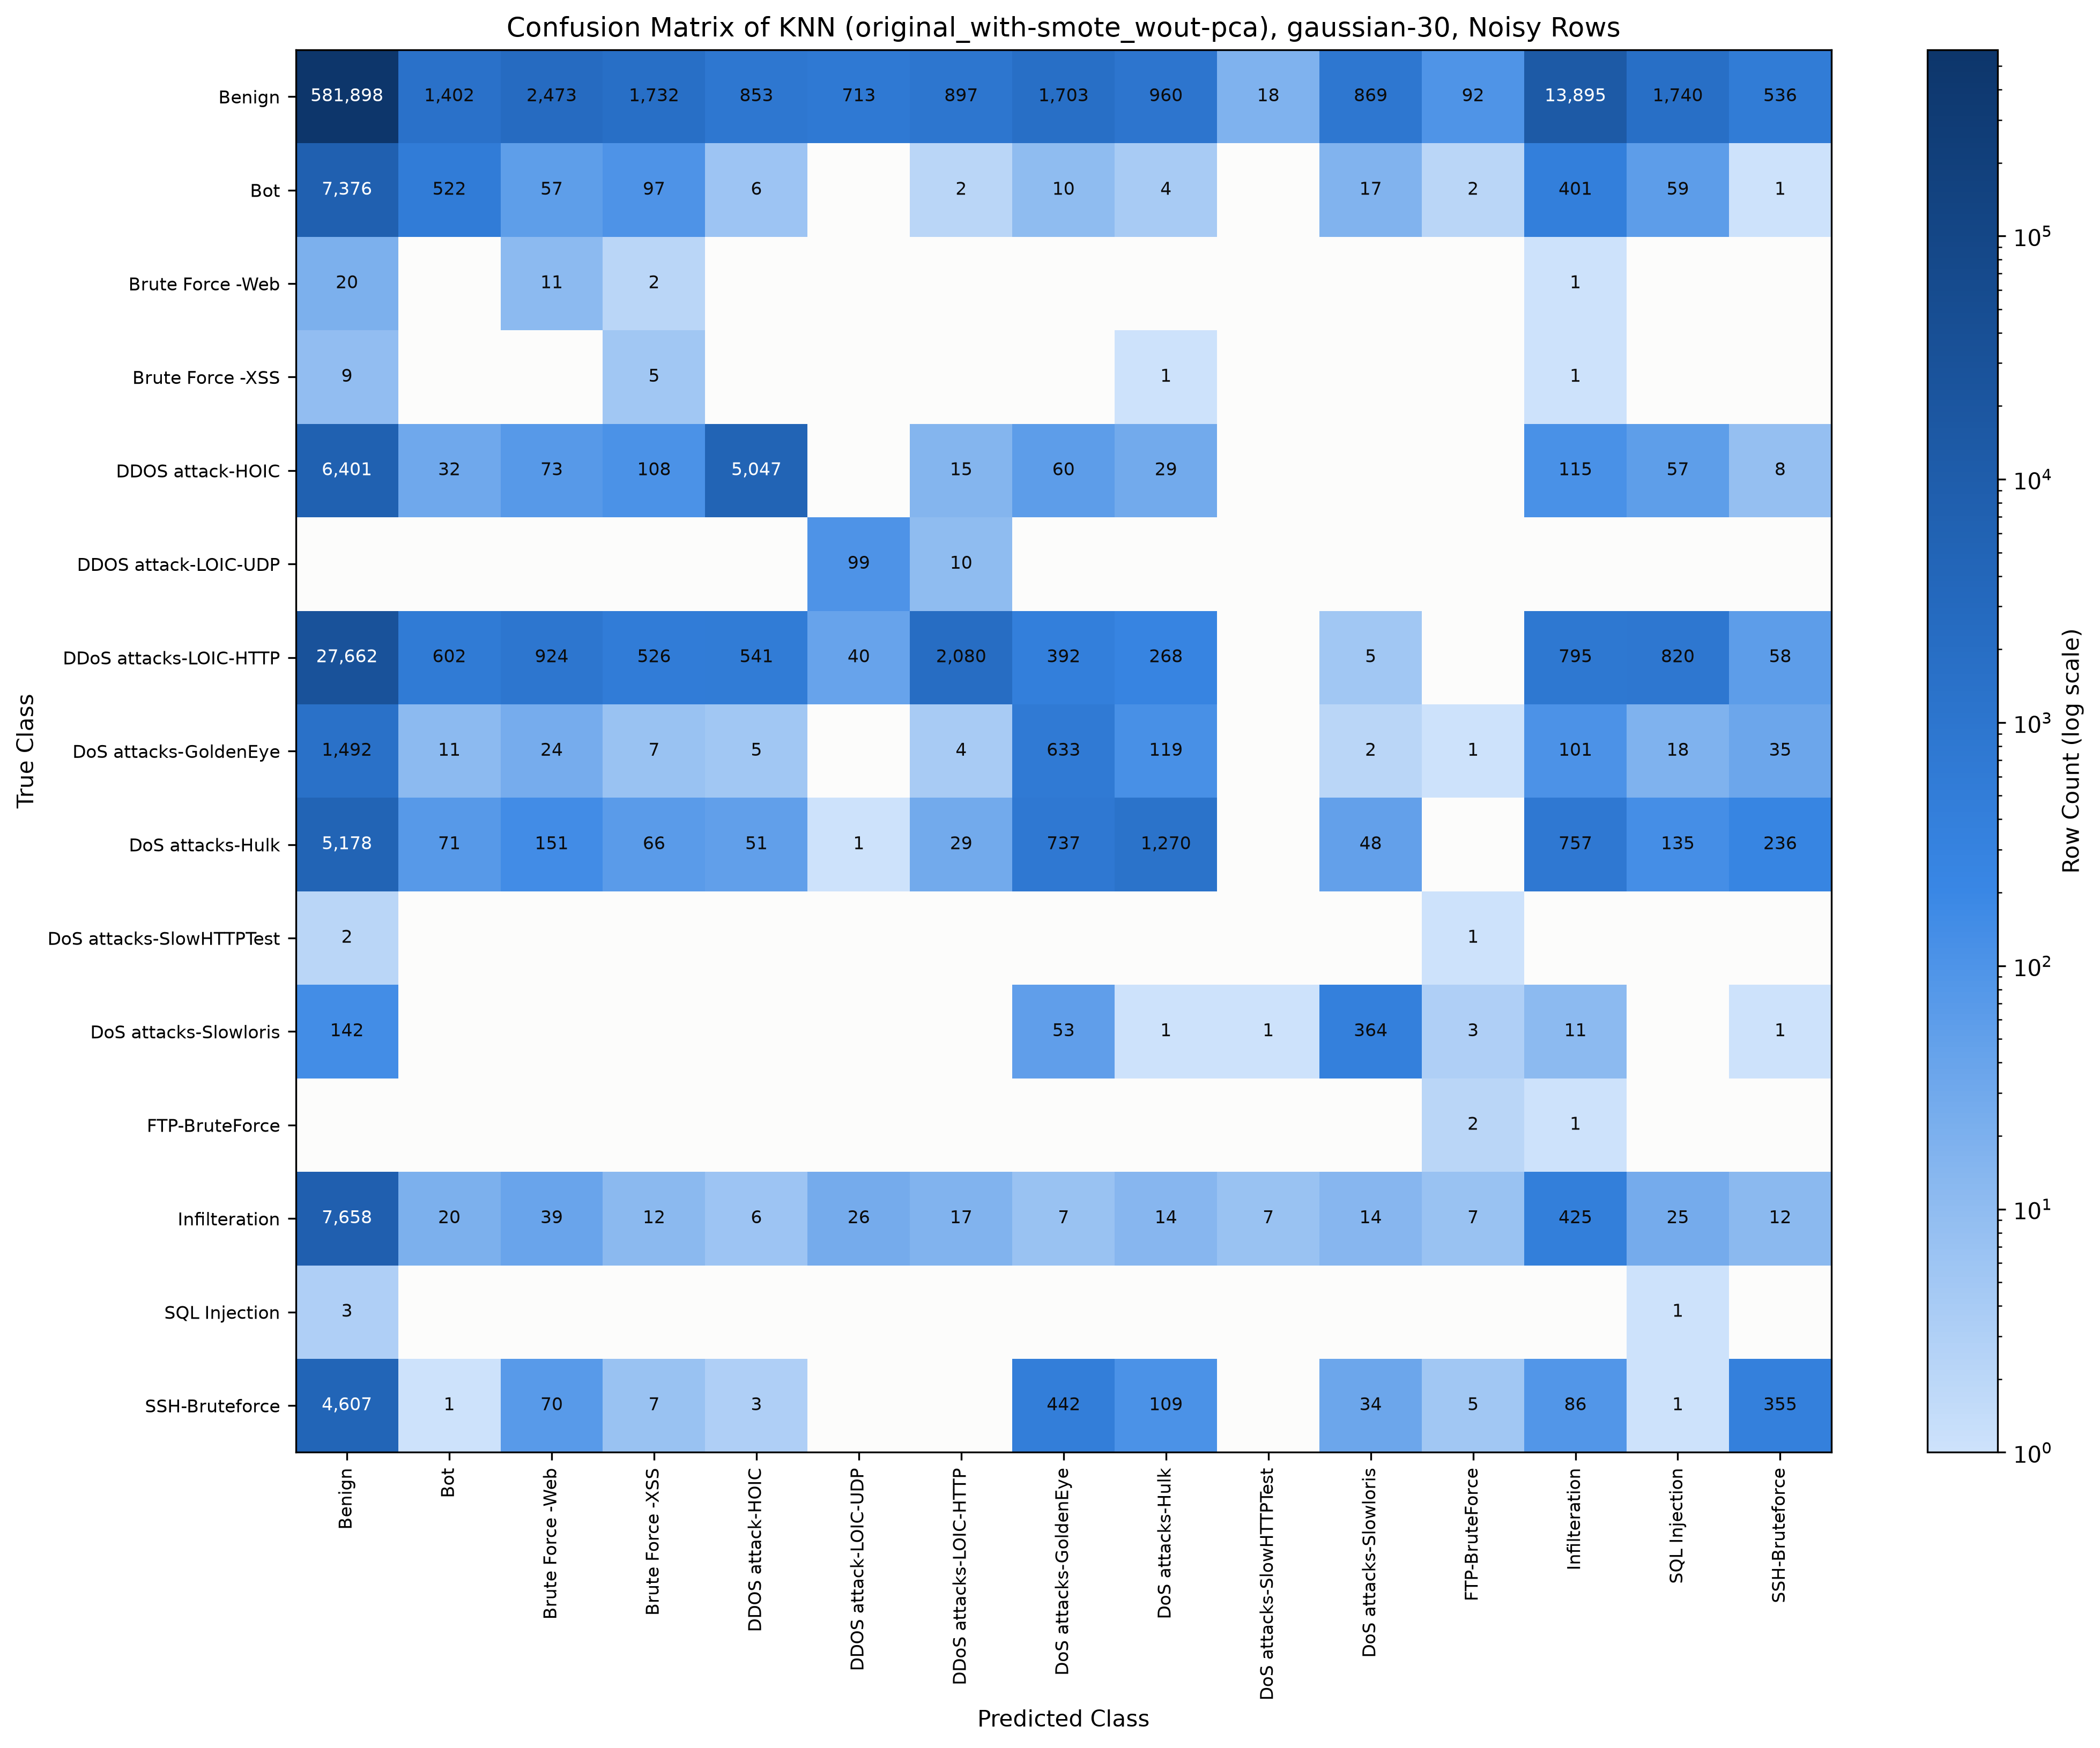 Confusion Matrix of KNN (original_with-smote_wout-pca), gaussian-30, Noisy Rows
Benign 581,898 1,402 2,473 1,732 853 713 897 1,703 960 18 869 92 13,895 1,740 536
Bot 7,376 522 57 97 6 2 10 4 17 2 401 59 1
Brute Force -Web 20 11 2 1
Brute Force -XSS 9 5 1 1
DDOS attack-HOIC 6,401 32 73 108 5,047 15 60 29 115 57 8
DDOS attack-LOIC-UDP 99 10
DDoS attacks-LOIC-HTTP 27,662 602 924 526 541 40 2,080 392 268 5 795 820 58
DoS attacks-GoldenEye 1,492 11 24 7 5 4 633 119 2 1 101 18 35
DoS attacks-Hulk 5,178 71 151 66 51 1 29 737 1,270 48 757 135 236
DoS attacks-SlowHTTPTest 2 1
DoS attacks-Slowloris 142 53 1 1 364 3 11 1
FTP-BruteForce 2 1
Infilteration 7,658 20 39 12 6 26 17 7 14 7 14 7 425 25 12
SQL Injection 3 1
SSH-Bruteforce 4,607 1 70 7 3 442 109 34 5 86 1 355
True Class
Benign
Bot
Brute Force -Web
Brute Force -XSS
DDOS attack-HOIC
DDOS attack-LOIC-UDP
DDoS attacks-LOIC-HTTP
DoS attacks-GoldenEye
DoS attacks-Hulk
DoS attacks-SlowHTTPTest
DoS attacks-Slowloris
FTP-BruteForce
Infilteration
SQL Injection
SSH-Bruteforce
Predicted Class
10⁵
10⁴
10³
10²
10¹
10⁰
Row Count (log scale)